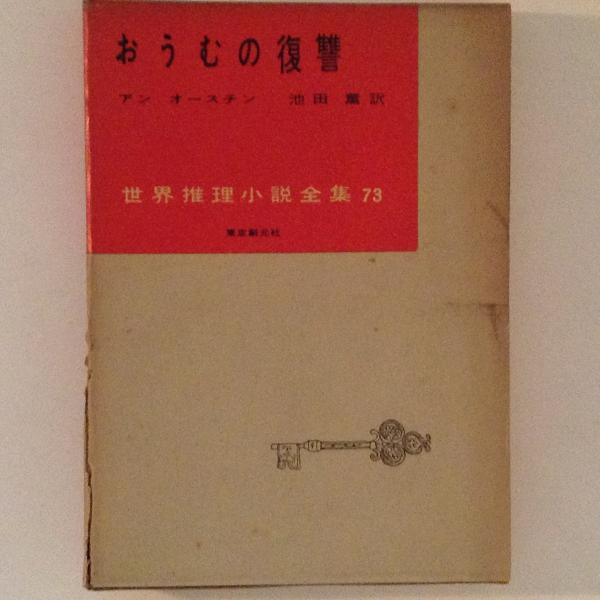 おうむの復讐
アン オースチン 池田 薫訳
世界推理小説全集 73
東京創元社